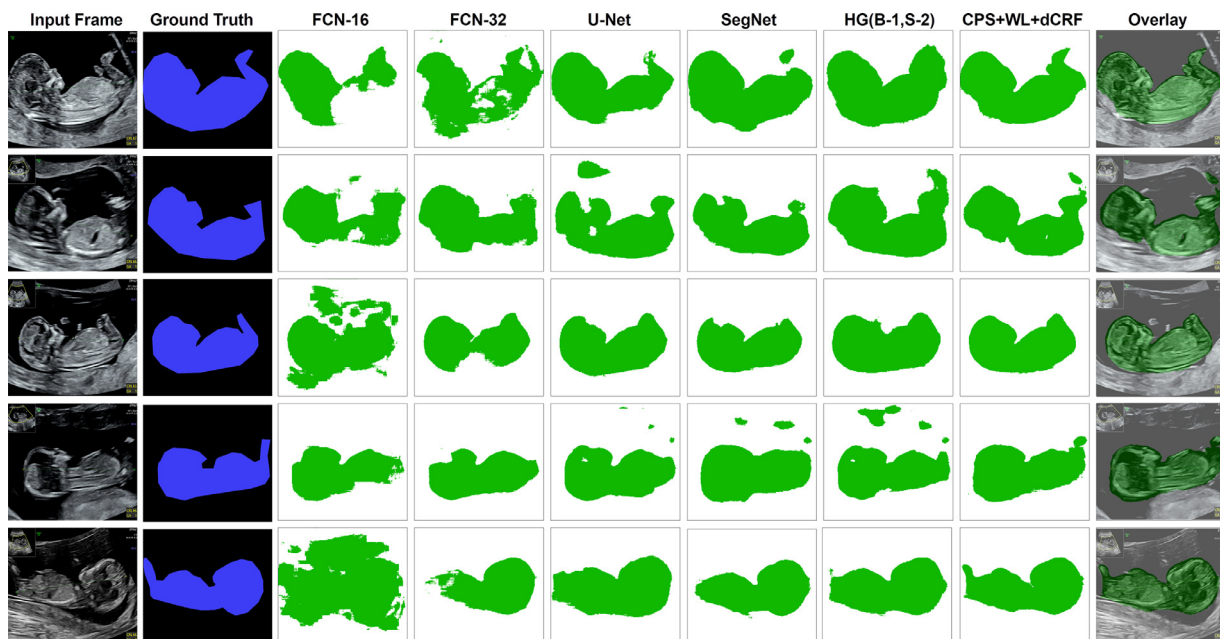 Input Frame Ground Truth FCN-16 FCN-32 U-Net SegNet HG(B-1,S-2) CPS+WL+dCRF Overlay